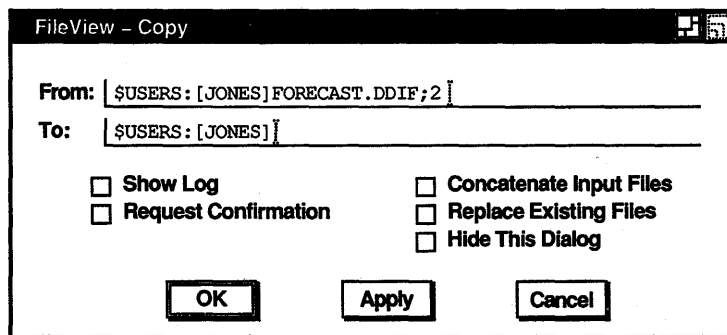 FileView – Copy
From: $USERS:[JONES]FORECAST.DDIF;2
To: $USERS:[JONES]
Show Log
Concatenate Input Files
Request Confirmation
Replace Existing Files
Hide This Dialog
OK Apply Cancel